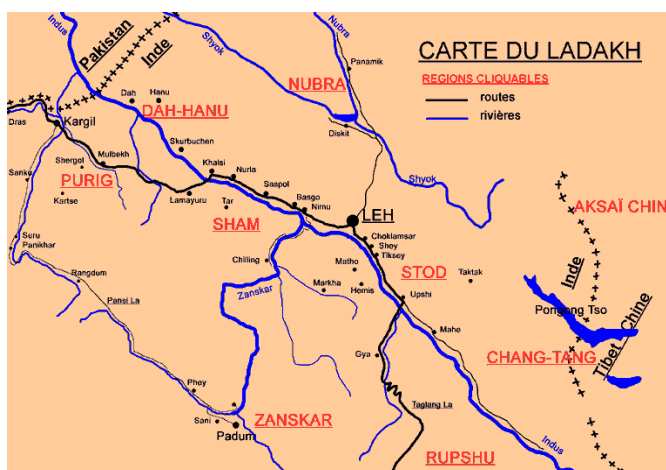 CARTE DU LADAKH
REGIONS CLIQUABLES
routes
rivières
Indus
Pakistan
Inde
Shyok
Nubra
Panamik
NUBRA
Dah
Hanu
DAH-HANU
Diskit
Dras
Kargil
Skurbuchen
Shergol
Mulbekh
Khalsi
Nurla
Shyok
Sanku
PURIG
Kartse
Lamayuru
Tar
Saspol
Basgo
Nimu
LEH
AKSAÏ CHIN
SHAM
Suru
Panikhar
Choklamsar
Shey
Tiksey
Chilling
Matho
STOD
Rangdum
Zanskar
Markha
Hemis
Taktak
Inde
Pansi La
Upshi
Pongong Tso
Mahe
Tibet - Chine
Gya
CHANG-TANG
Phey
Taglang La
Sani
Padum
ZANSKAR
Indus
RUPSHU